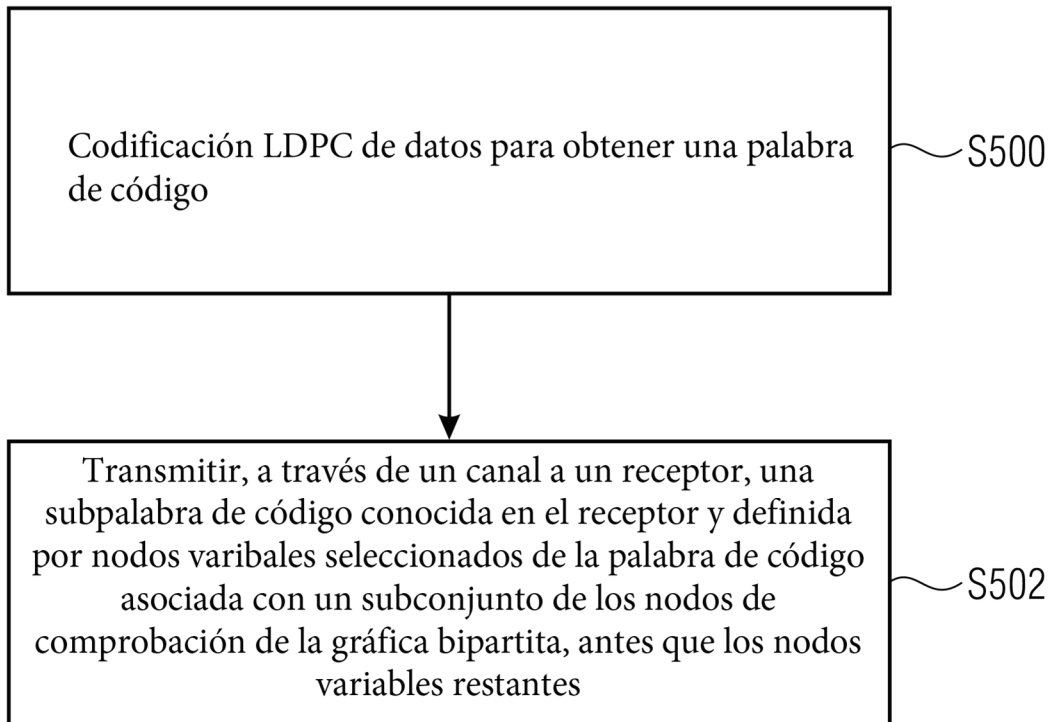 Codificación LDPC de datos para obtener una palabra
de código
S500
Transmitir, a través de un canal a un receptor, una
subpalabra de código conocida en el receptor y definida
por nodos varibales seleccionados de la palabra de código
asociada con un subconjunto de los nodos de
comprobación de la gráfica bipartita, antes que los nodos
variables restantes
S502